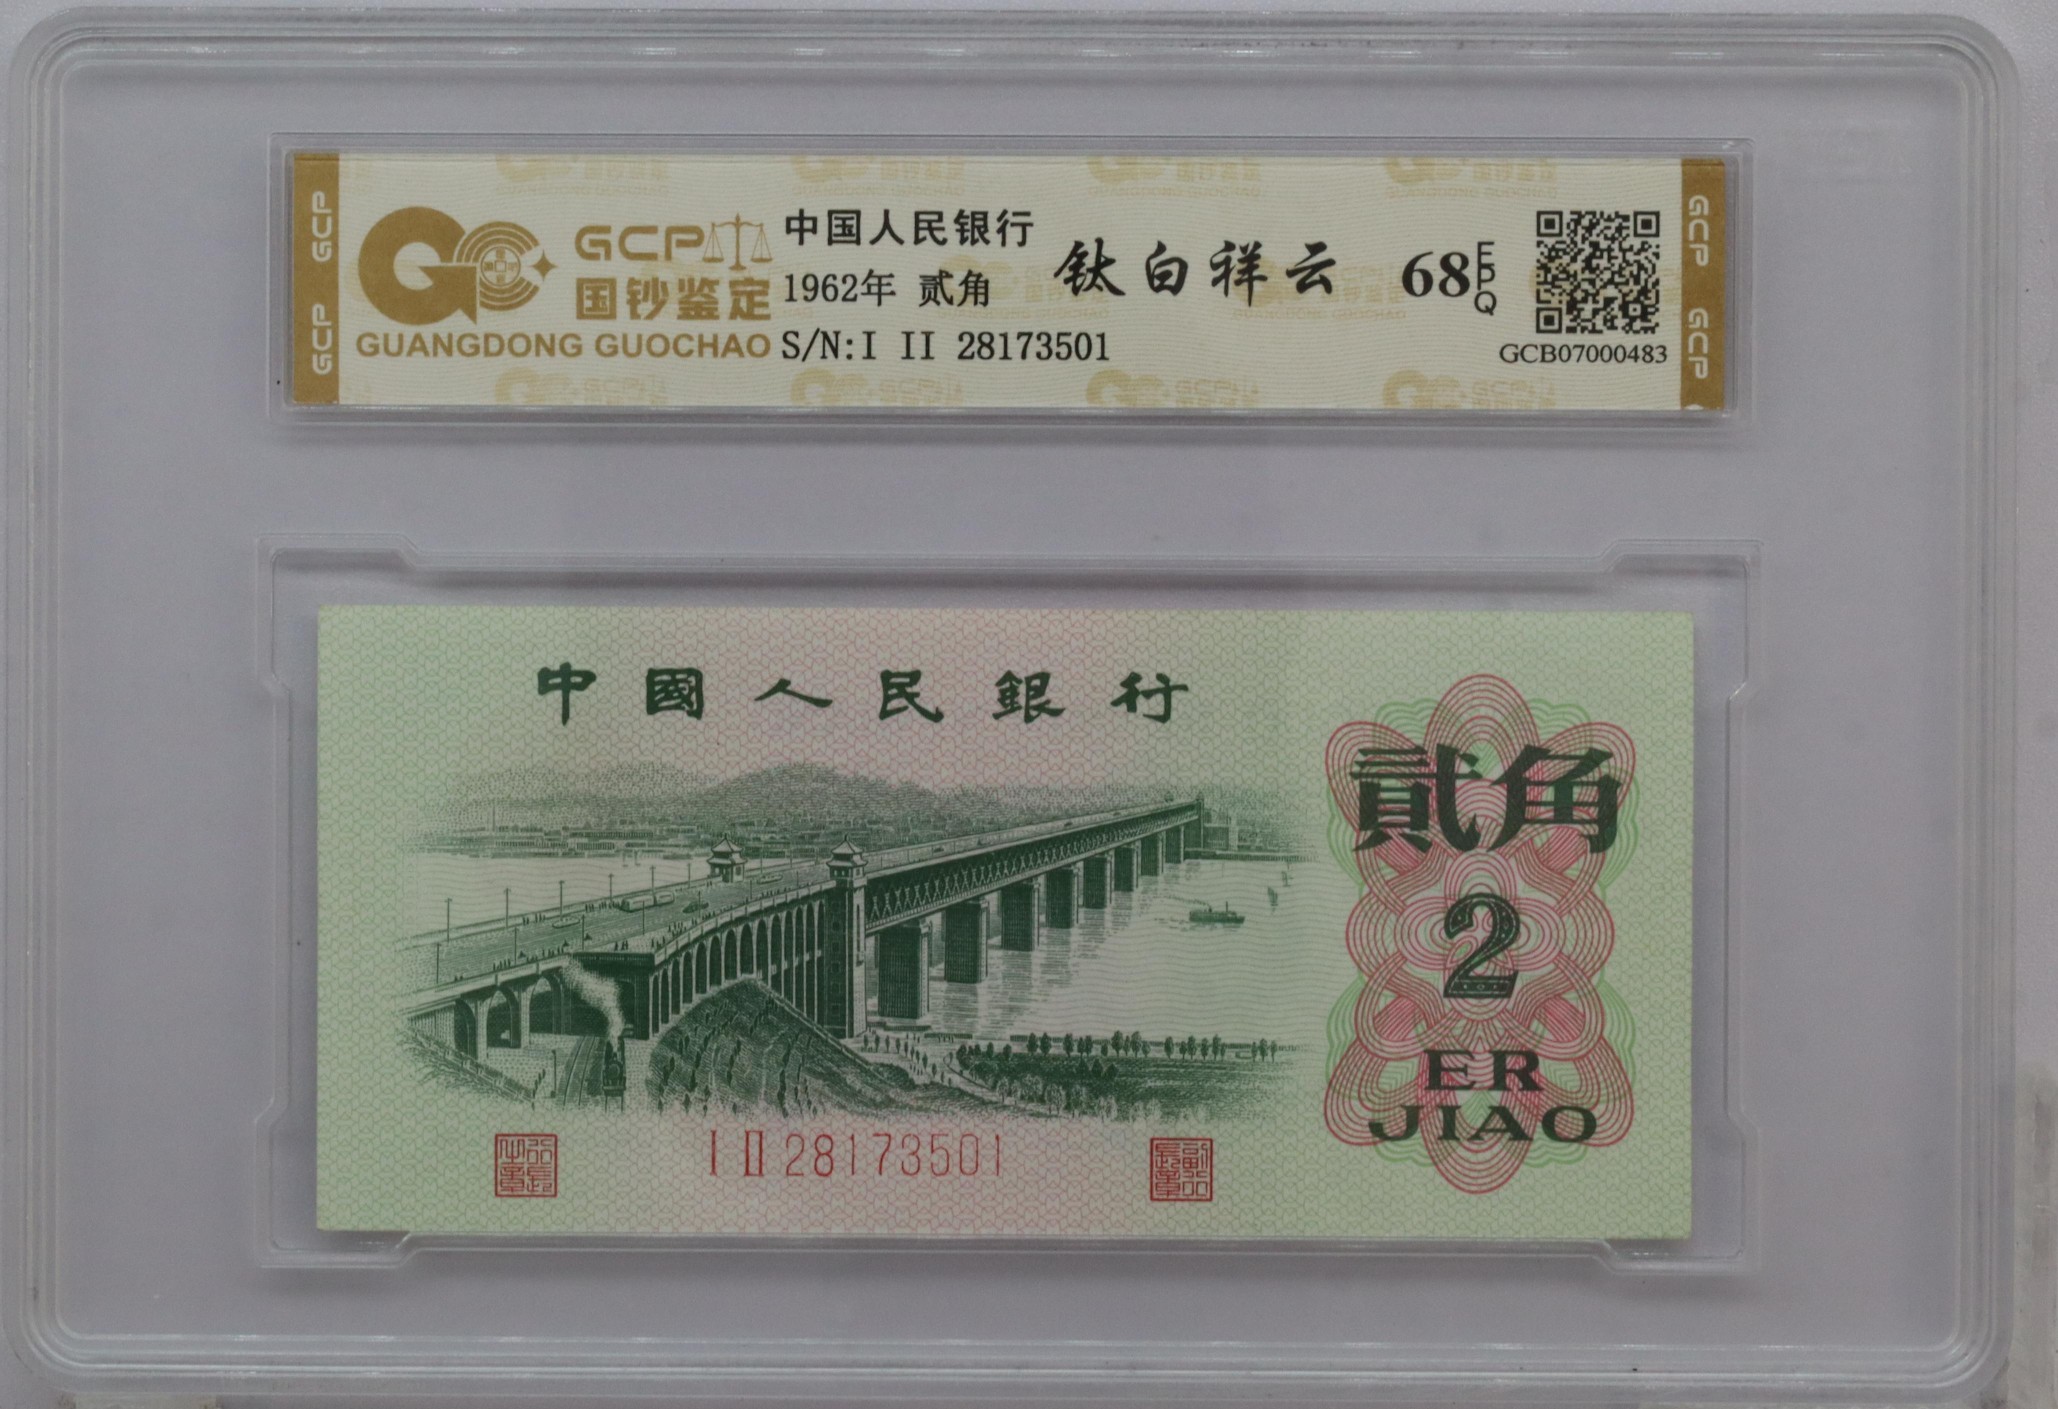 GCP
GCP
GCP
国钞鉴定
GUANGDONG GUOCHAO
中国人民银行
1962年 贰角
S/N:I II 28173501
钛白祥云
68
EPQ
GCB07000483
GCP
GCP
中國人民銀行
貳角
2
ER
JIAO
I II 28173501